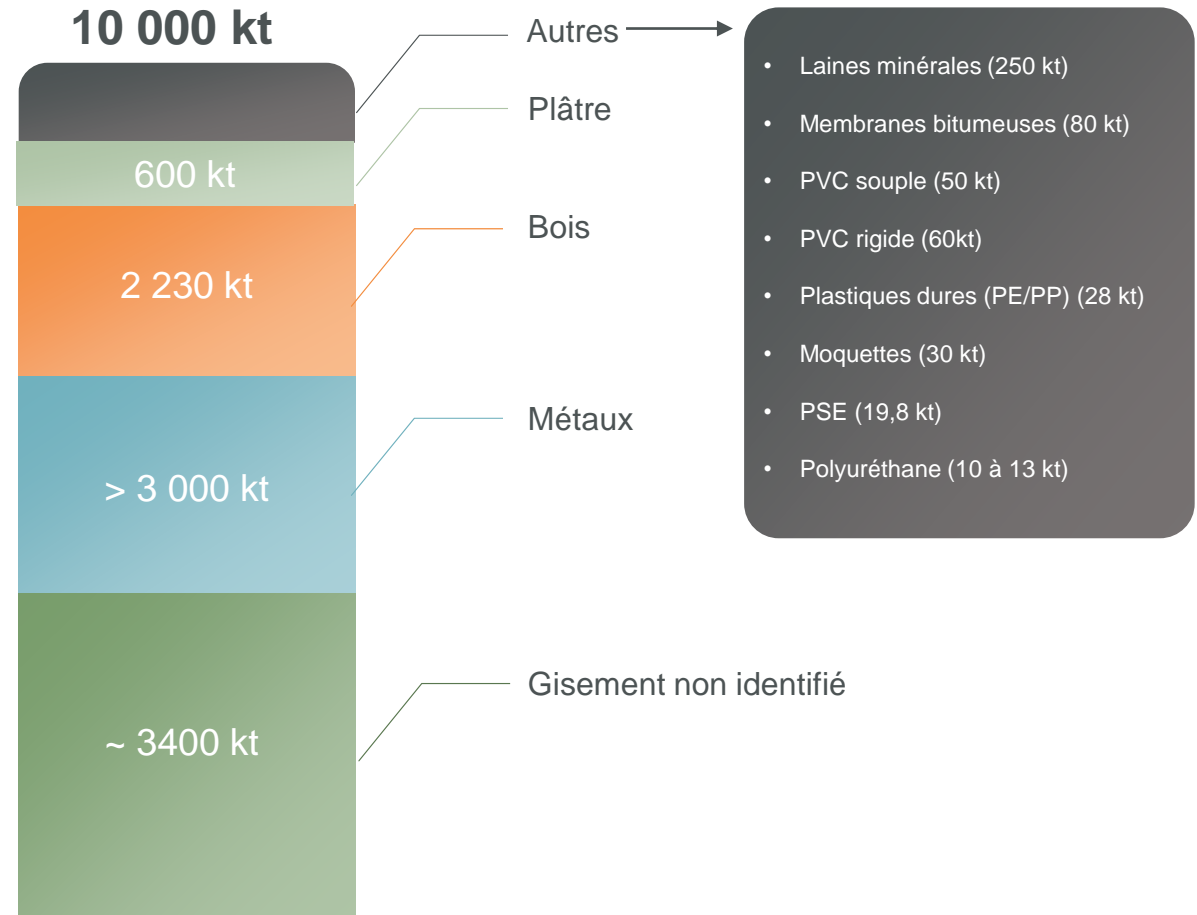 10 000 kt
Autres
Plâtre
600 kt
Bois
2 230 kt
Métaux
> 3 000 kt
Gisement non identifié
~ 3400 kt
• Laines minérales (250 kt)
• Membranes bitumeuses (80 kt)
• PVC souple (50 kt)
• PVC rigide (60kt)
• Plastiques dures (PE/PP) (28 kt)
• Moquettes (30 kt)
• PSE (19,8 kt)
• Polyuréthane (10 à 13 kt)